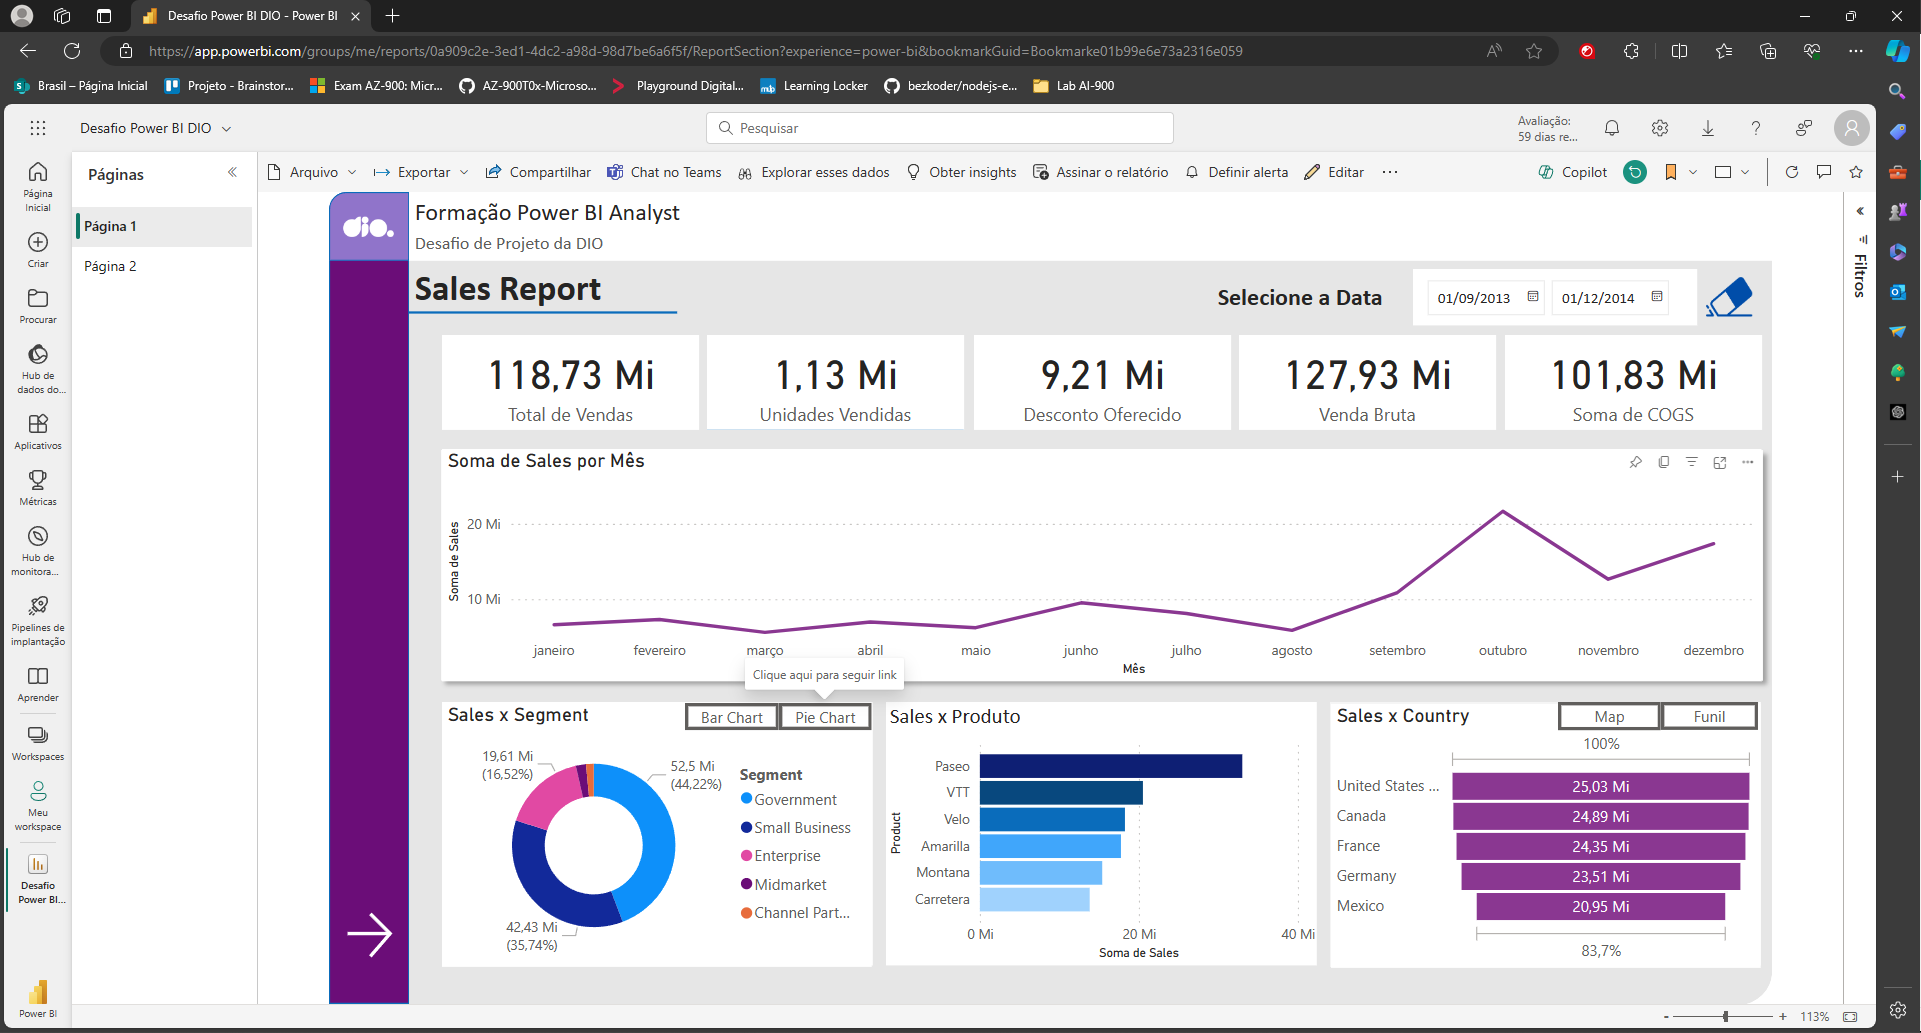 Desafio Power BI DIO - Power BI
https://app.powerbi.com/groups/me/reports/0a909c2e-3ed1-4dc2-a98d-98d7be6a6f5f/ReportSection?experience=power-bi&bookmarkGuid=Bookmarke01b99e6e73a2316e059
Brasil – Página Inicial
Projeto - Brainstor...
Exam AZ-900: Micr...
AZ-900T0x-Microso...
Playground Digital...
Learning Locker
bezkoder/nodejs-e...
Lab AI-900
Desafio Power BI DIO
Pesquisar
Avaliação:
59 dias re...
Página
Inicial
Criar
Procurar
Hub de
dados do...
Aplicativos
Métricas
Hub de
monitora...
Pipelines de
implantação
Aprender
Workspaces
Meu
workspace
Desafio
Power BI...
Power BI
Páginas
Página 1
Página 2
Arquivo
Exportar
Compartilhar
Chat no Teams
Explorar esses dados
Obter insights
Assinar o relatório
Definir alerta
Editar
Copilot
Filtros
dio.
Formação Power BI Analyst
Desafio de Projeto da DIO
Sales Report
Selecione a Data
01/09/2013
01/12/2014
118,73 Mi
Total de Vendas
1,13 Mi
Unidades Vendidas
9,21 Mi
Desconto Oferecido
127,93 Mi
Venda Bruta
101,83 Mi
Soma de COGS
Soma de Sales por Mês
Soma de Sales
20 Mi
10 Mi
janeiro
fevereiro
março
abril
maio
junho
julho
agosto
setembro
outubro
novembro
dezembro
Mês
Clique aqui para seguir link
Sales x Segment
Bar Chart
Pie Chart
19,61 Mi
(16,52%)
52,5 Mi
(44,22%)
42,43 Mi
(35,74%)
Segment
Government
Small Business
Enterprise
Midmarket
Channel Part...
Sales x Produto
Product
Paseo
VTT
Velo
Amarilla
Montana
Carretera
0 Mi
20 Mi
40 Mi
Soma de Sales
Sales x Country
Map
Funil
100%
United States ...
25,03 Mi
Canada
24,89 Mi
France
24,35 Mi
Germany
23,51 Mi
Mexico
20,95 Mi
83,7%
113%